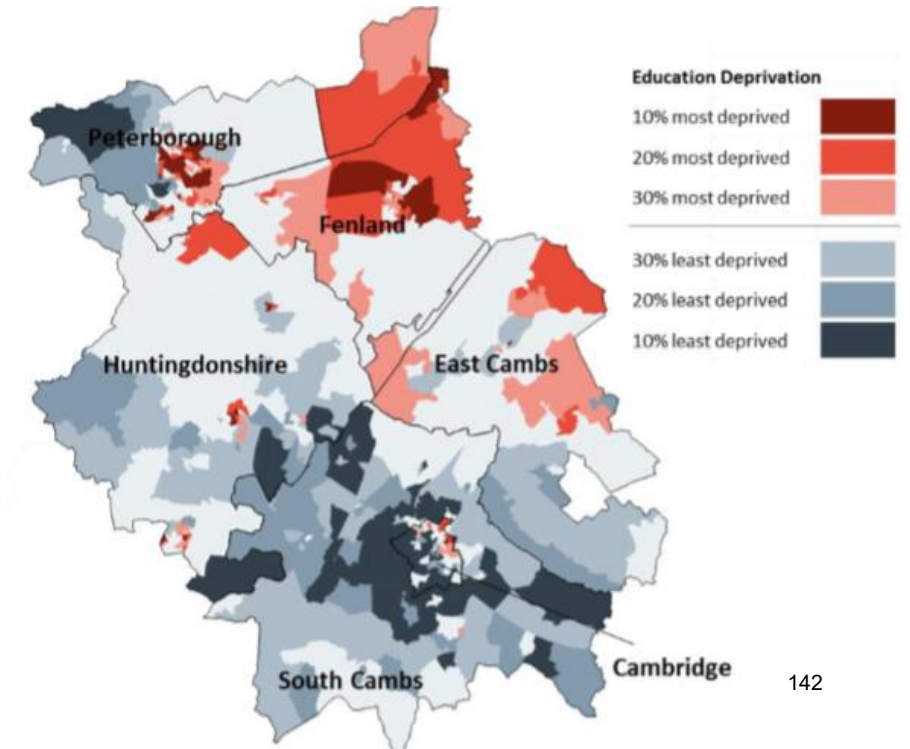 Education Deprivation
10% most deprived
20% most deprived
30% most deprived
30% least deprived
20% least deprived
10% least deprived
Peterborough
Fenland
Huntingdonshire
East Cambs
Cambridge
South Cambs
142